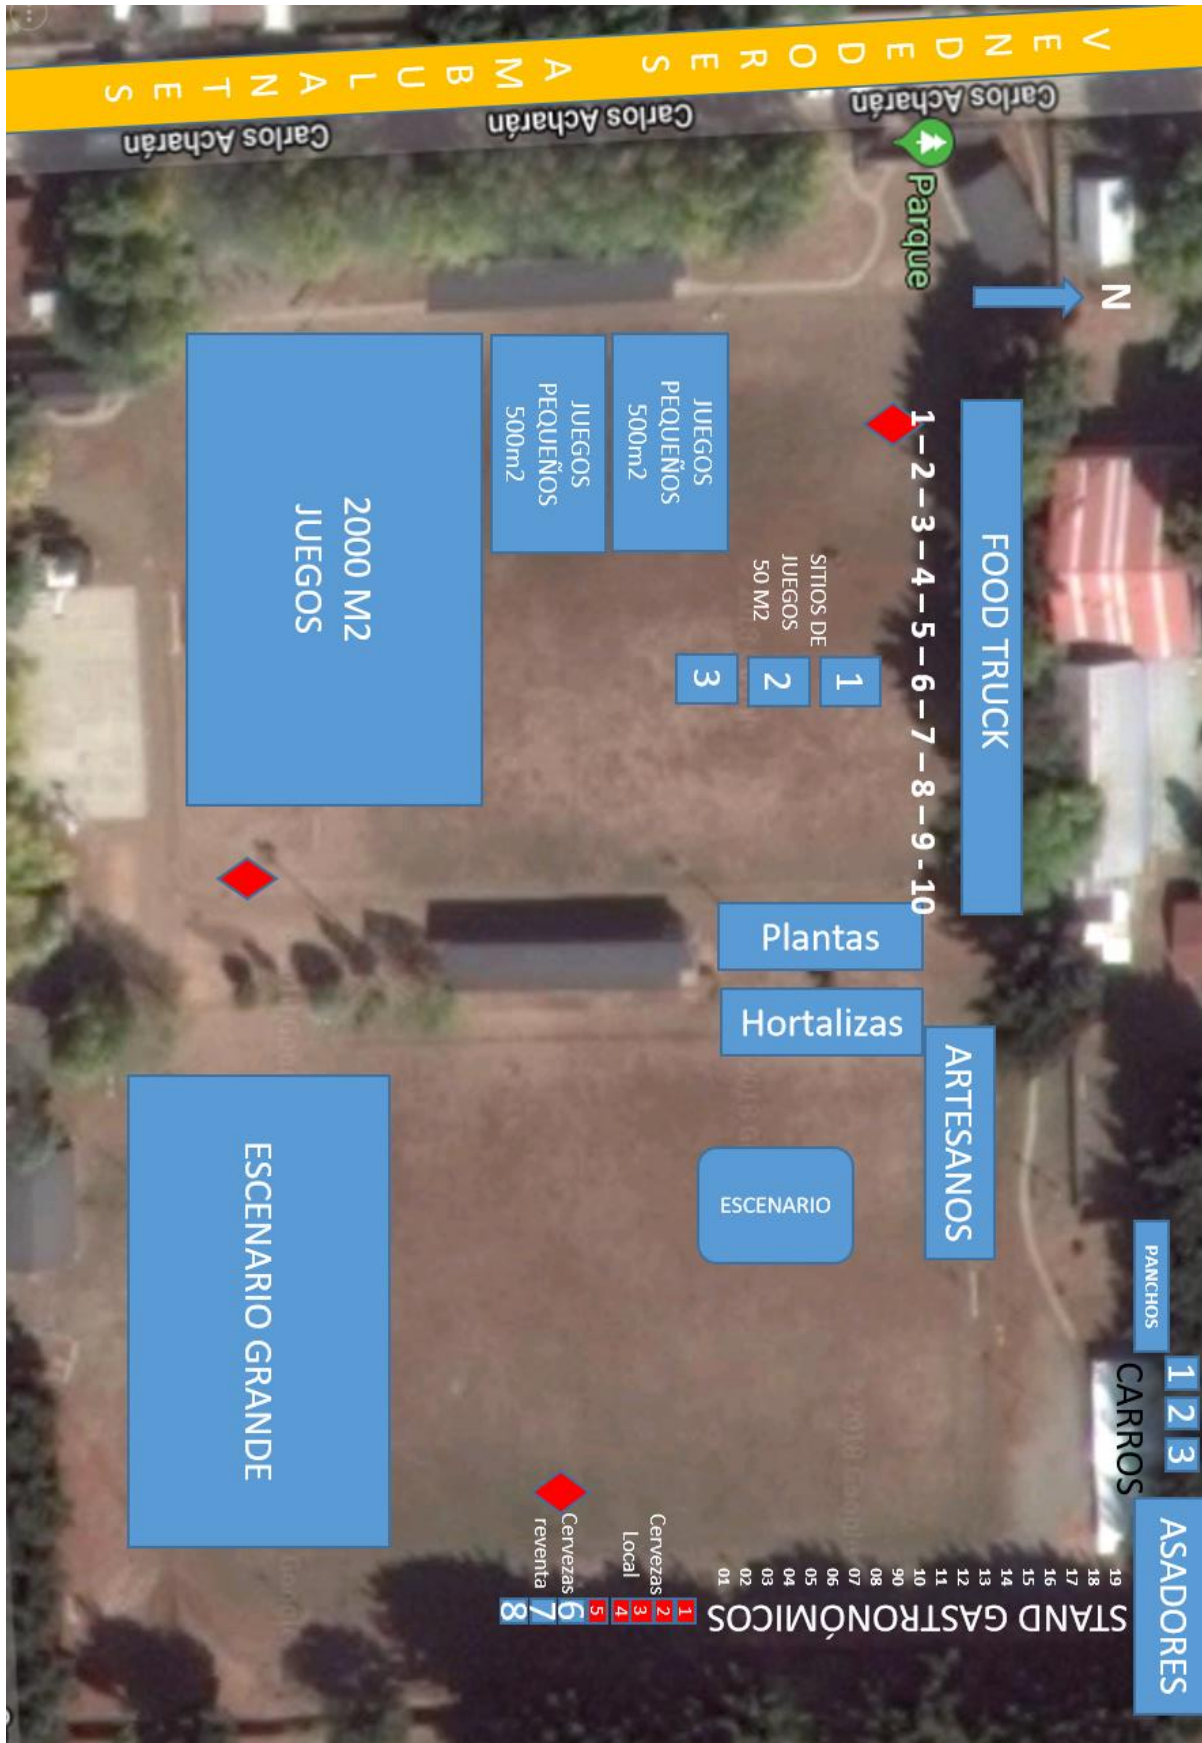 VENDEDORES AMBULANTES
Carlos Acharán
Carlos Acharán
Carlos Acharán
Parque
N
FOOD TRUCK
1 – 2 – 3 – 4 – 5 – 6 – 7 – 8 – 9 - 10
JUEGOS
PEQUEÑOS
500m2
JUEGOS
PEQUEÑOS
500m2
2000 M2
JUEGOS
SITIOS DE
JUEGOS
50 M2
1
2
3
Plantas
Hortalizas
ARTESANOS
ESCENARIO
ESCENARIO GRANDE
PANCHOS
1 2 3
CARROS
ASADORES
19
18
17
16
15
14
13
12
11
10
90
08
07
06
05
04
03
02
01
STAND GASTRONÓMICOS
Cervezas
Local
1
2
3
4
5
Cervezas
reventa
6
7
8